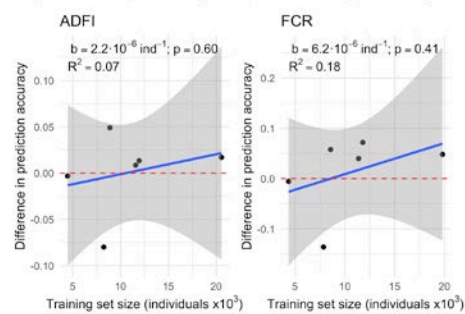 ADFI
b = 2.2·10⁻⁶ ind⁻¹; p = 0.60
R² = 0.07
Difference in prediction accuracy
0.10
0.05
0.00
-0.05
-0.10
5
10
15
20
Training set size (individuals x10³)
FCR
b = 6.2·10⁻⁶ ind⁻¹; p = 0.41
R² = 0.18
Difference in prediction accuracy
0.2
0.1
0.0
-0.1
5
10
15
20
Training set size (individuals x10³)